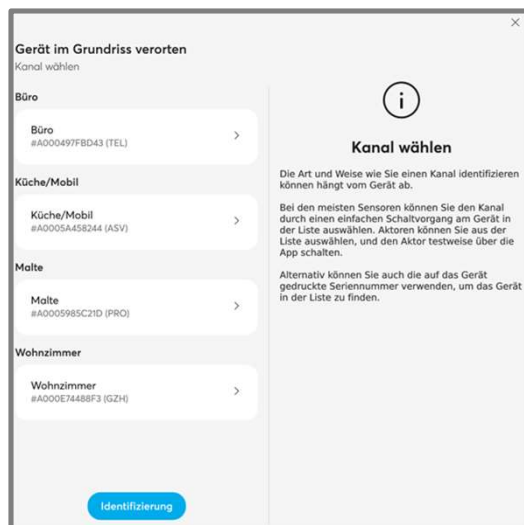 Gerät im Grundriss verorten
Kanal wählen
Büro
Büro
#A000497FBD43 (TEL)
Küche/Mobil
Küche/Mobil
#A0005A458244 (ASV)
Malte
Malte
#A0005985C21D (PRO)
Wohnzimmer
Wohnzimmer
#A000E74488F3 (GZH)
Identifizierung
i
Kanal wählen
Die Art und Weise wie Sie einen Kanal identifizieren
können hängt vom Gerät ab.
Bei den meisten Sensoren können Sie den Kanal
durch einen einfachen Schaltvorgang am Gerät in
der Liste auswählen. Aktoren können Sie aus der
Liste auswählen, und den Aktor testweise über die
App schalten.
Alternativ können Sie auch die auf das Gerät
gedruckte Seriennummer verwenden, um das Gerät
in der Liste zu finden.